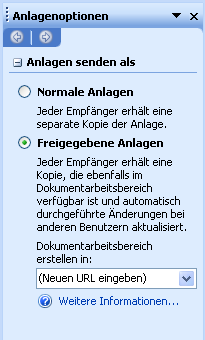 Anlagenoptionen
Anlagen senden als
Normale Anlagen
Jeder Empfänger erhält eine
separate Kopie der Anlage.
Freigegebene Anlagen
Jeder Empfänger erhält eine
Kopie, die ebenfalls im
Dokumentarbeitsbereich
verfügbar ist und automatisch
durchgeführte Änderungen bei
anderen Benutzern aktualisiert.
Dokumentarbeitsbereich
erstellen in:
(Neuen URL eingeben)
Weitere Informationen...